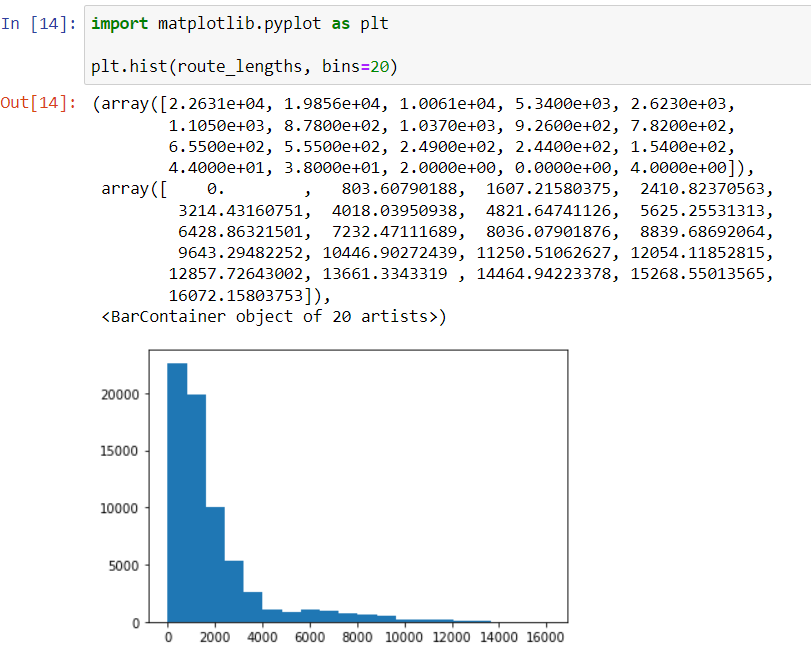 In [14]: import matplotlib.pyplot as plt
plt.hist(route_lengths, bins=20)
Out[14]: (array([2.2631e+04, 1.9856e+04, 1.0061e+04, 5.3400e+03, 2.6230e+03,
1.1050e+03, 8.7800e+02, 1.0370e+03, 9.2600e+02, 7.8200e+02,
6.5500e+02, 5.5500e+02, 2.4900e+02, 2.4400e+02, 1.5400e+02,
4.4000e+01, 3.8000e+01, 2.0000e+00, 0.0000e+00, 4.0000e+00]),
array([    0.        ,   803.60790188,  1607.21580375,  2410.82370563,
3214.43160751,  4018.03950938,  4821.64741126,  5625.25531313,
6428.86321501,  7232.47111689,  8036.07901876,  8839.68692064,
9643.29482252, 10446.90272439, 11250.51062627, 12054.11852815,
12857.72643002, 13661.3343319 , 14464.94223378, 15268.55013565,
16072.15803753]),
<BarContainer object of 20 artists>)
20000
15000
10000
5000
0
0 2000 4000 6000 8000 10000 12000 14000 16000